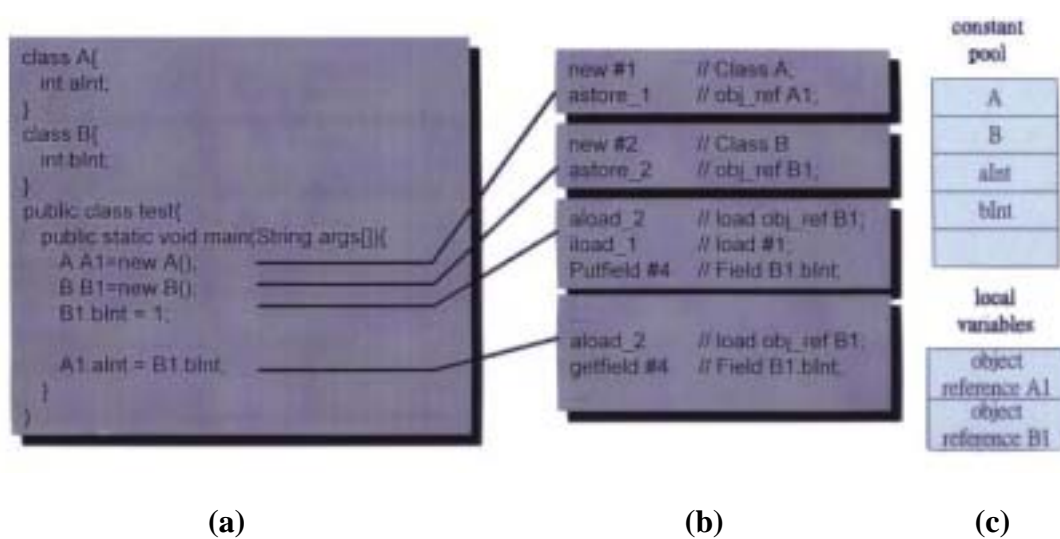 class A{
int aInt;
}
class B{
int bInt;
}
public class test{
public static void main(String args[]){
A A1=new A();
B B1=new B();
B1.bInt = 1;
A1.aInt = B1.bInt;
}
}
new #1 // Class A;
astore_1 // obj_ref A1;
new #2 // Class B
astore_2 // obj_ref B1;
aload_2 // load obj_ref B1;
iload_1 // load #1;
Putfield #4 // Field B1.bInt;
aload_2 // load obj_ref B1;
getfield #4 // Field B1.bInt;
constant
pool
A
B
aInt
bInt
local
variables
object
reference A1
object
reference B1
(a) (b) (c)